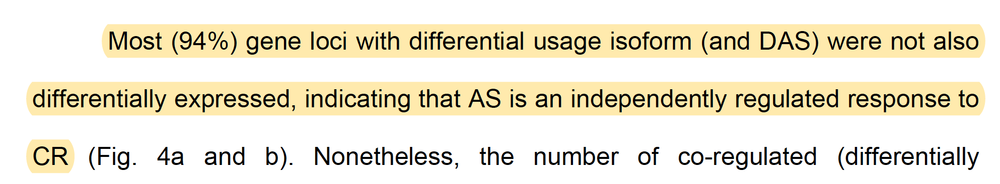 Most (94%) gene loci with differential usage isoform (and DAS) were not also
differentially expressed, indicating that AS is an independently regulated response to
CR (Fig. 4a and b). Nonetheless, the number of co-regulated (differentially